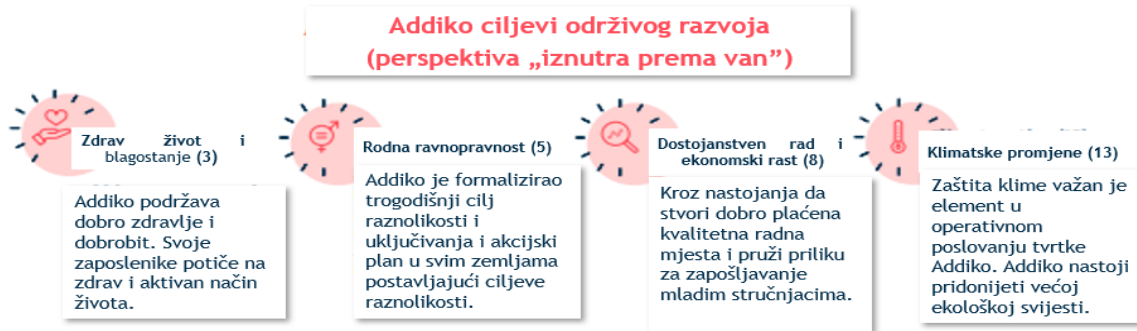 Addiko ciljevi održivog razvoja
(perspektiva „iznutra prema van”)
Zdrav život i
blagostanje (3)
Addiko podržava
dobro zdravlje i
dobrobit. Svoje
zaposlenike potiče na
zdrav i aktivan način
života.
Rodna ravnopravnost (5)
Addiko je formalizirao
trogodišnji cilj
raznolikosti i
uključivanja i akcijski
plan u svim zemljama
postavljajući ciljeve
raznolikosti.
Dostojanstven rad i
ekonomski rast (8)
Kroz nastojanja da
stvori dobro plaćena
kvalitetna radna
mjesta i pruži priliku
za zapošljavanje
mladim stručnjacima.
Klimatske promjene (13)
Zaštita klime važan je
element u
operativnom
poslovanju tvrtke
Addiko. Addiko nastoji
pridonijeti većoj
ekološkoj svijesti.